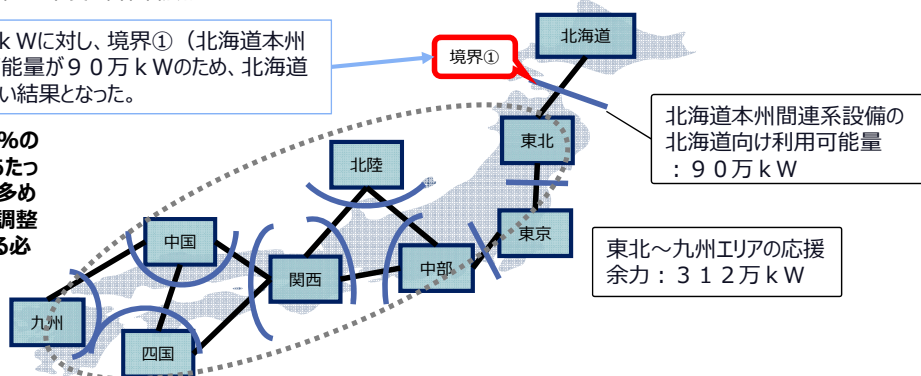 kWに対し、境界①（北海道本州
能量が９０万ｋWのため、北海道
い結果となった。
%の
多め
調整
る必
境界①
北海道
北海道本州間連系設備の
北海道向け利用可能量
：９０万ｋW
東北
北陸
東京
東北～九州エリアの応援
余力：３１２万ｋW
中国
関西
中部
九州
四国